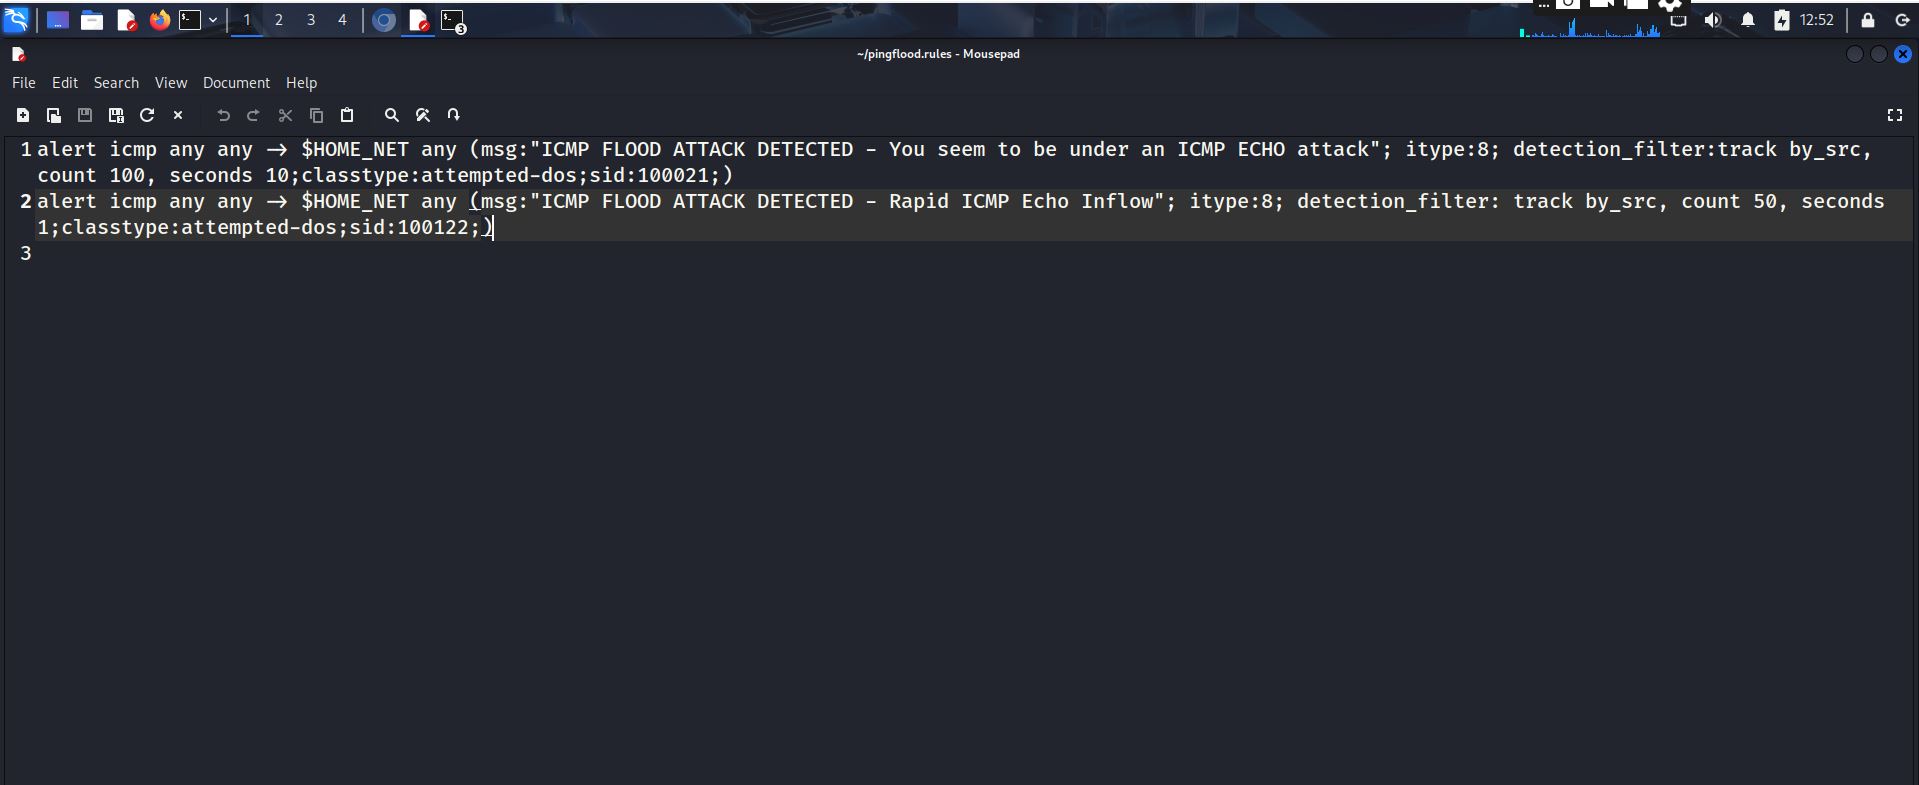 1 2 3 4
3
12:52
~/pingflood.rules - Mousepad
File Edit Search View Document Help
1 alert icmp any any -> $HOME_NET any (msg:"ICMP FLOOD ATTACK DETECTED - You seem to be under an ICMP ECHO attack"; itype:8; detection_filter:track by_src,
count 100, seconds 10;classtype:attempted-dos;sid:100021;)
2 alert icmp any any -> $HOME_NET any (msg:"ICMP FLOOD ATTACK DETECTED - Rapid ICMP Echo Inflow"; itype:8; detection_filter: track by_src, count 50, seconds
1;classtype:attempted-dos;sid:100122;)
3